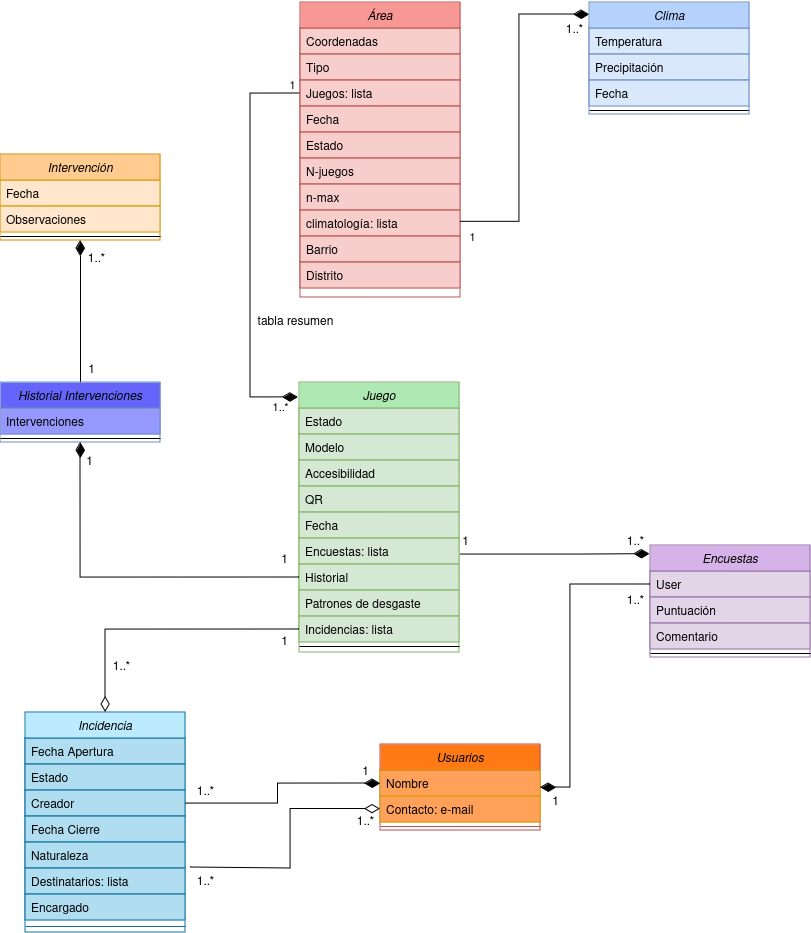 Área
Coordenadas
Tipo
Juegos: lista
Fecha
Estado
N-juegos
n-max
climatología: lista
Barrio
Distrito
1
1
Clima
Temperatura
Precipitación
Fecha
1..*
Intervención
Fecha
Observaciones
1..*
1
tabla resumen
1..*
Historial Intervenciones
Intervenciones
1
Juego
Estado
Modelo
Accesibilidad
QR
Fecha
Encuestas: lista
Historial
Patrones de desgaste
Incidencias: lista
1
1
1
1..*
Encuestas
User
Puntuación
Comentario
1..*
1..*
Incidencia
Fecha Apertura
Estado
Creador
Fecha Cierre
Naturaleza
Destinatarios: lista
Encargado
1..*
1..*
Usuarios
Nombre
Contacto: e-mail
1
1..*
1